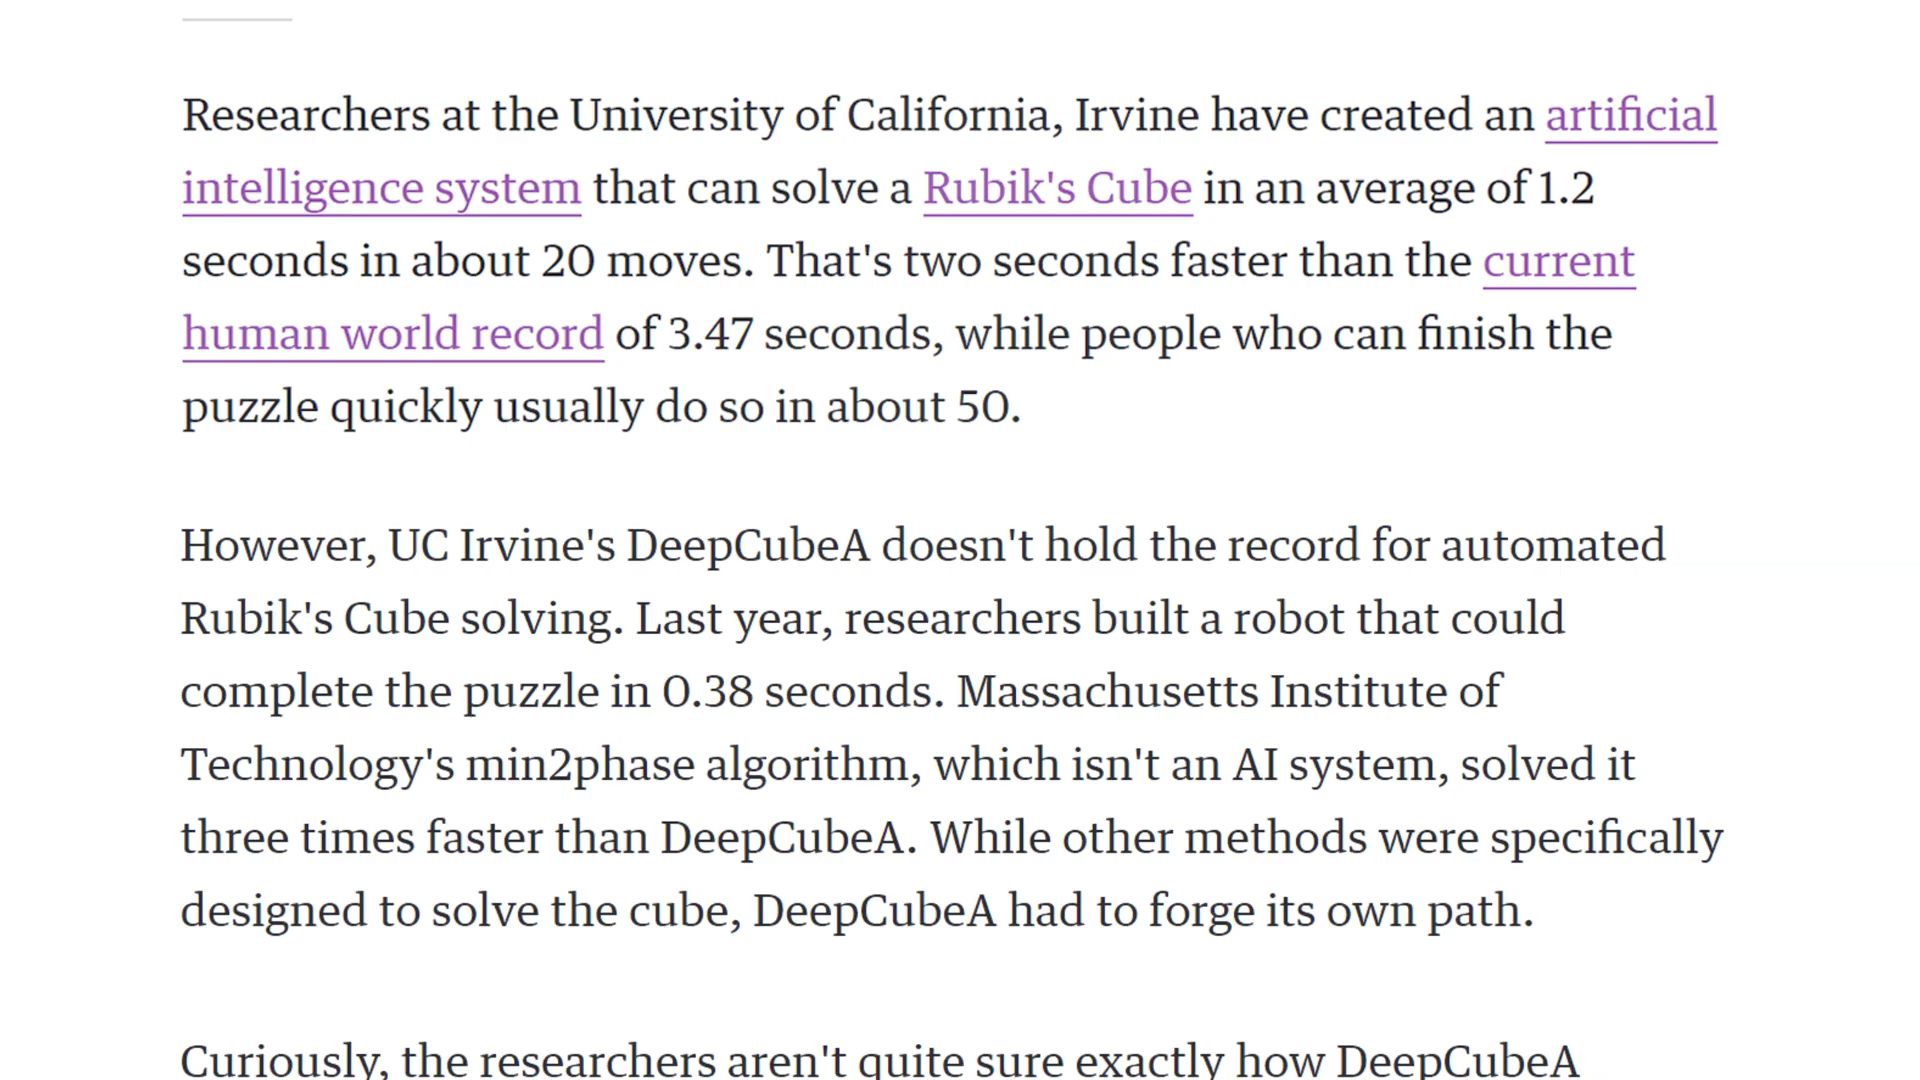 Researchers at the University of California, Irvine have created an artificial
intelligence system that can solve a Rubik's Cube in an average of 1.2
seconds in about 20 moves. That's two seconds faster than the current
human world record of 3.47 seconds, while people who can finish the
puzzle quickly usually do so in about 50.
However, UC Irvine's DeepCubeA doesn't hold the record for automated
Rubik's Cube solving. Last year, researchers built a robot that could
complete the puzzle in 0.38 seconds. Massachusetts Institute of
Technology's min2phase algorithm, which isn't an AI system, solved it
three times faster than DeepCubeA. While other methods were specifically
designed to solve the cube, DeepCubeA had to forge its own path.
Curiously, the researchers aren't quite sure exactly how DeepCubeA